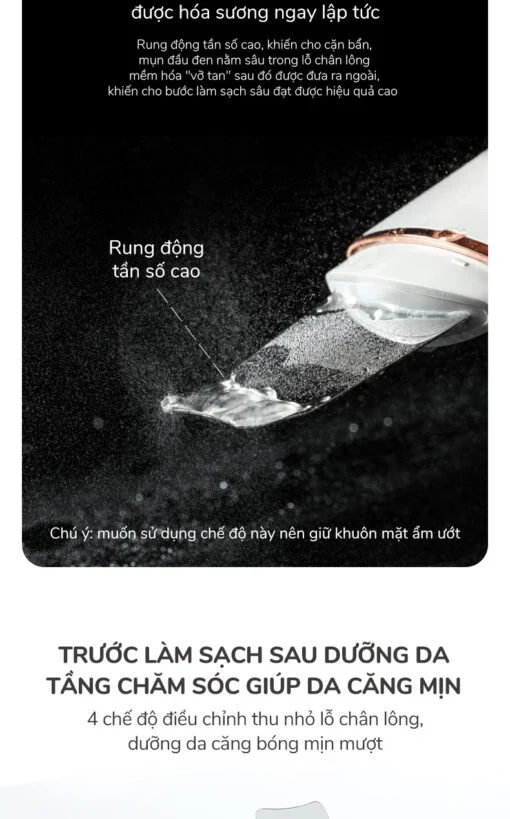 được hóa sương ngay lập tức
Rung động tần số cao, khiến cho cặn bẩn,
mụn đầu đen nằm sâu trong lỗ chân lông
mềm hóa "vỡ tan" sau đó được đưa ra ngoài,
khiến cho bước làm sạch sâu đạt được hiệu quả cao
Rung động
tần số cao
Chú ý: muốn sử dụng chế độ này nên giữ khuôn mặt ẩm ướt
TRƯỚC LÀM SẠCH SAU DƯỠNG DA
TẦNG CHĂM SÓC GIÚP DA CĂNG MỊN
4 chế độ điều chỉnh thu nhỏ lỗ chân lông,
dưỡng da căng bóng mịn mượt